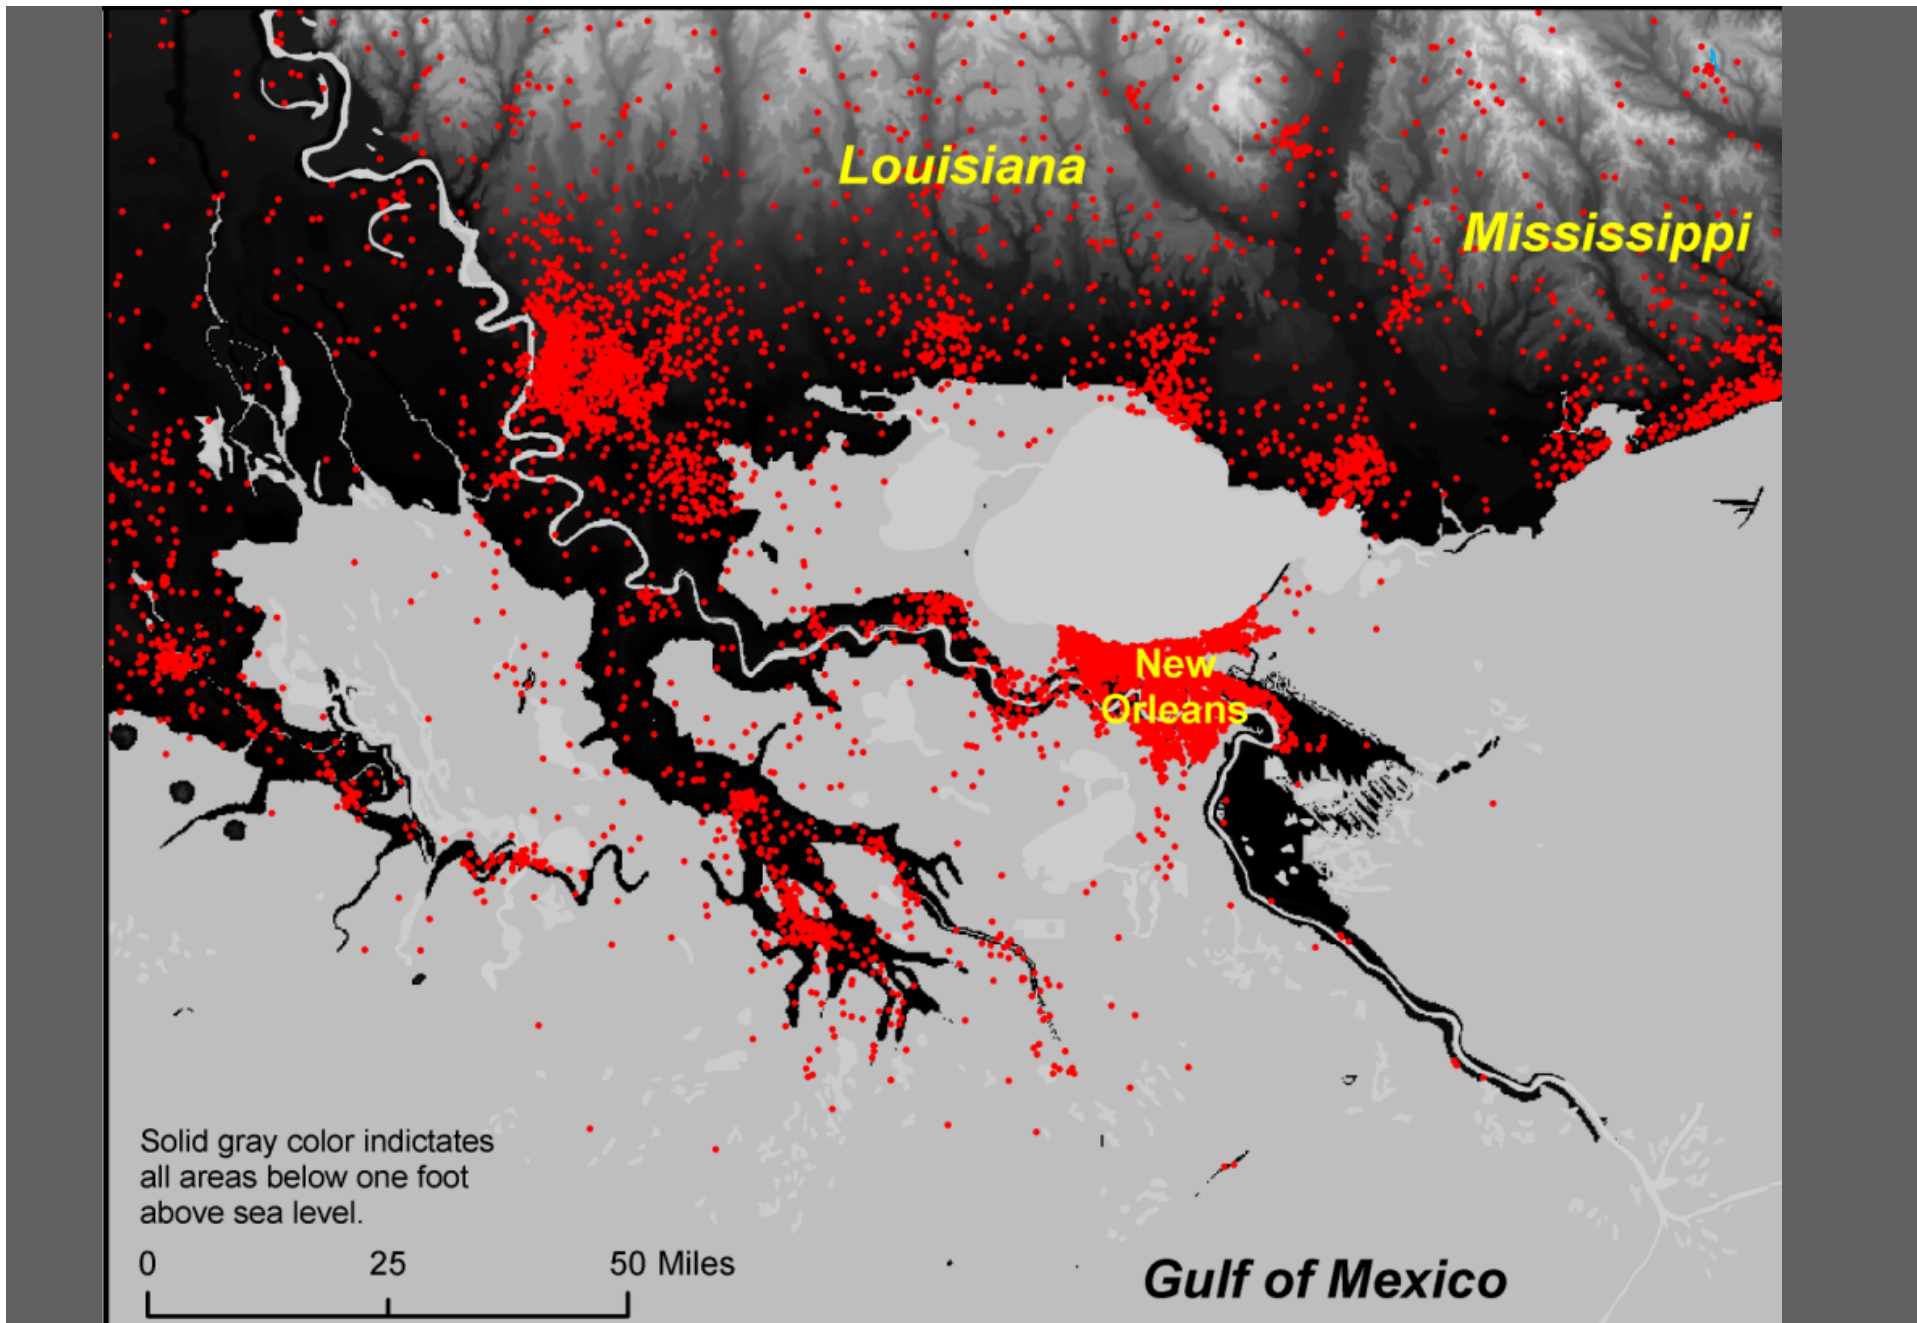 Louisiana
Mississippi
New
Orleans
Solid gray color indictates
all areas below one foot
above sea level.
0 25 50 Miles
Gulf of Mexico